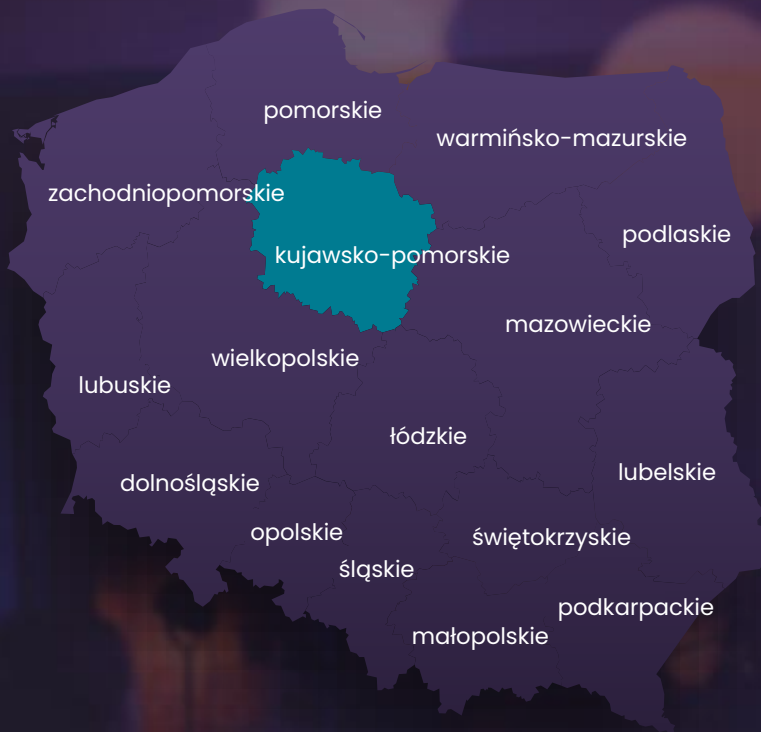 pomorskie
warmińsko-mazurskie
zachodniopomorskie
podlaskie
kujawsko-pomorskie
mazowieckie
wielkopolskie
lubuskie
łódzkie
lubelskie
dolnośląskie
opolskie
świętokrzyskie
śląskie
podkarpackie
małopolskie